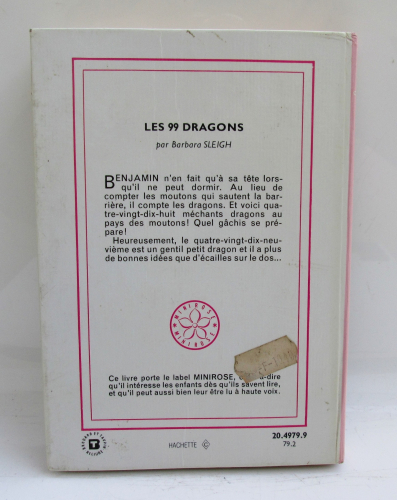 LES 99 DRAGONS
par Barbara SLEIGH
BENJAMIN n'en fait qu'à sa tête lors-
qu'il ne peut dormir. Au lieu de
compter les moutons qui sautent la bar-
rière, il compte les dragons. Et voici qua-
tre-vingt-dix-huit méchants dragons au
pays des moutons! Quel gâchis se pré-
pare!
Heureusement, le quatre-vingt-dix-neu-
vième est un gentil petit dragon et il a plus
de bonnes idées que d'écailles sur le dos...
MINIROSE
MINIROSE
Ce livre porte le label MINIROSE,
qu'il intéresse les enfants dès qu'ils savent lire,
et qu'il peut aussi bien leur être lu à haute voix.
T
HACHETTE
20.4979.9
79.2